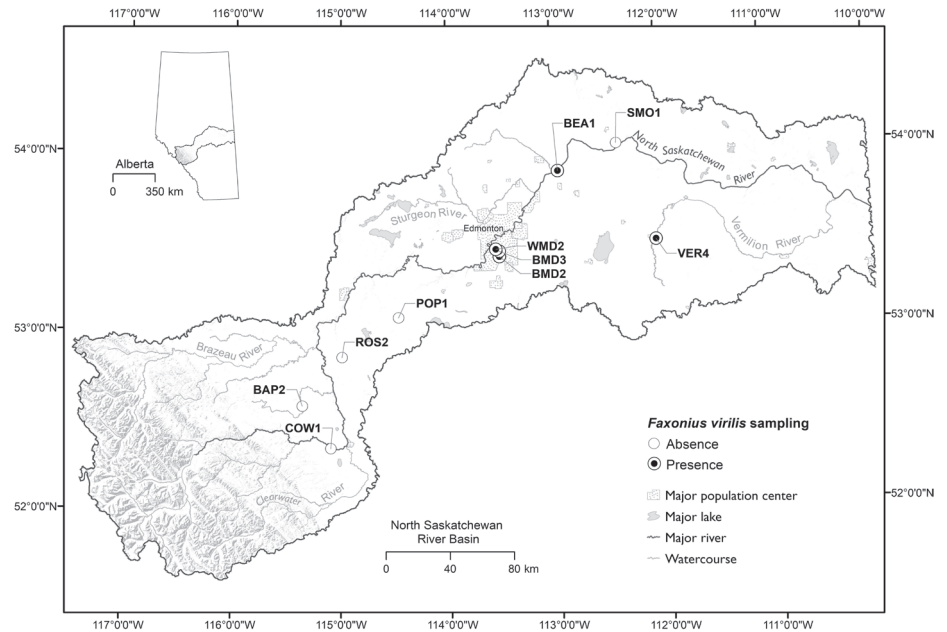 117°0'0"W 116°0'0"W 115°0'0"W 114°0'0"W 113°0'0"W 112°0'0"W 111°0'0"W 110°0'0"W
Alberta
0 350 km
BEA1
SMO1
54°0'0"N
54°0'0"N
North Saskatchewan River
Sturgeon River
Edmonton
Vermilion River
WMD2
BMD3
BMD2
VER4
POP1
53°0'0"N
53°0'0"N
ROS2
Brazeau River
BAP2
COW1
Clearwater River
52°0'0"N
52°0'0"N
Faxonius virilis sampling
Absence
Presence
Major population center
Major lake
Major river
Watercourse
North Saskatchewan
River Basin
0 40 80 km
117°0'0"W 116°0'0"W 115°0'0"W 114°0'0"W 113°0'0"W 112°0'0"W 111°0'0"W